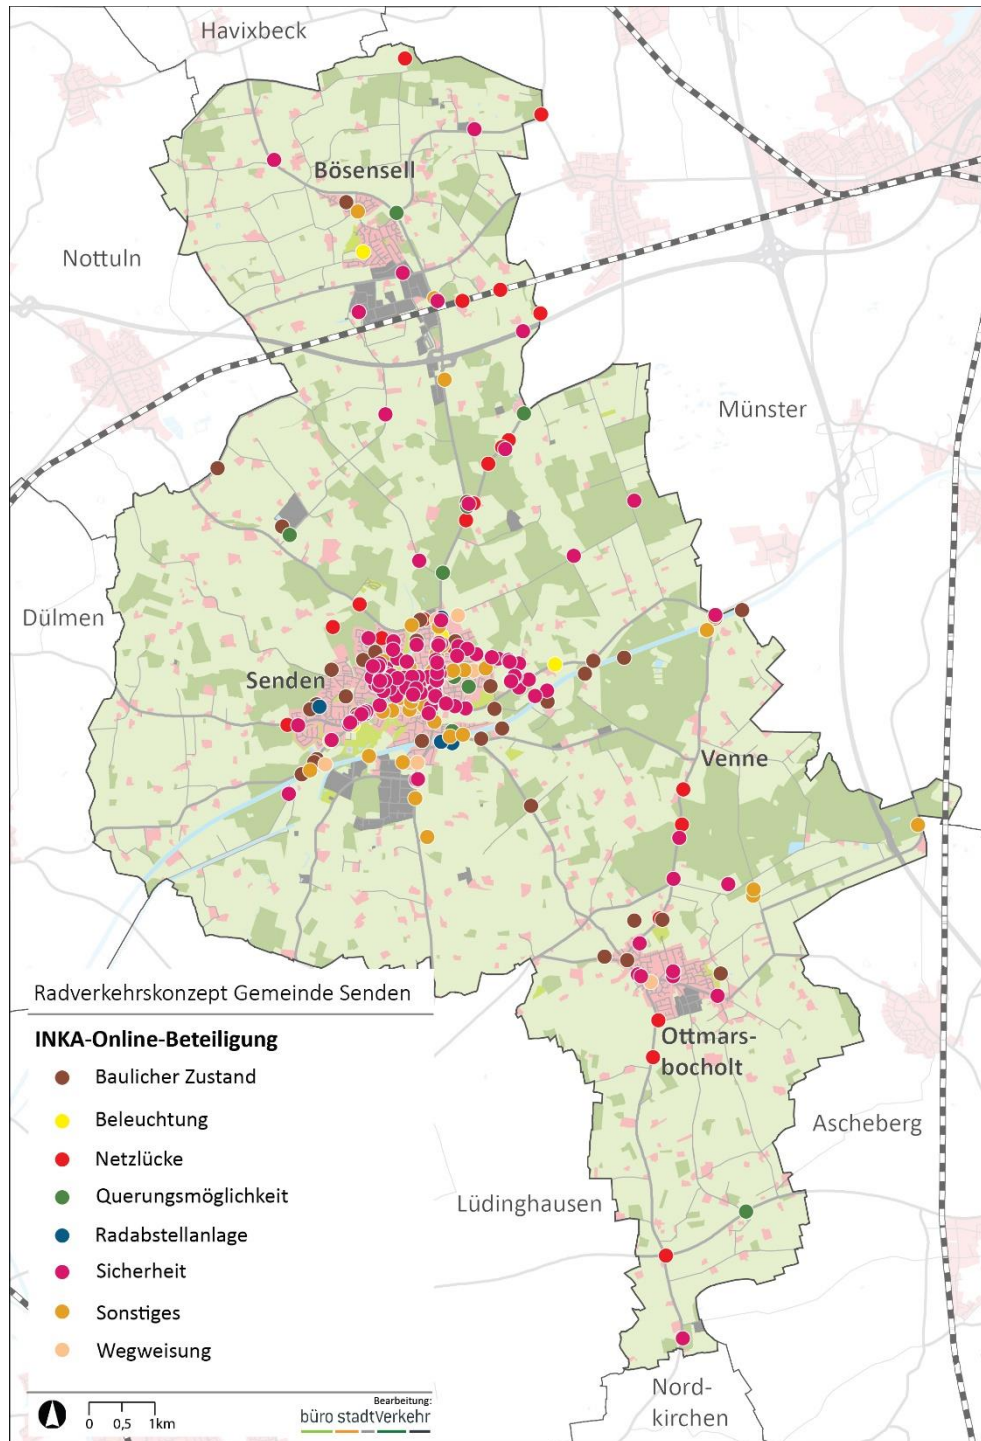 Havixbeck
Bösensell
Nottuln
Münster
Dülmen
Senden
Venne
Ottmars-
bocholt
Ascheberg
Lüdinghausen
Nord-
kirchen
Radverkehrskonzept Gemeinde Senden
INKA-Online-Beteiligung
Baulicher Zustand
Beleuchtung
Netzlücke
Querungsmöglichkeit
Radabstellanlage
Sicherheit
Sonstiges
Wegweisung
0 0,5 1km
Bearbeitung:
büro stadtVerkehr